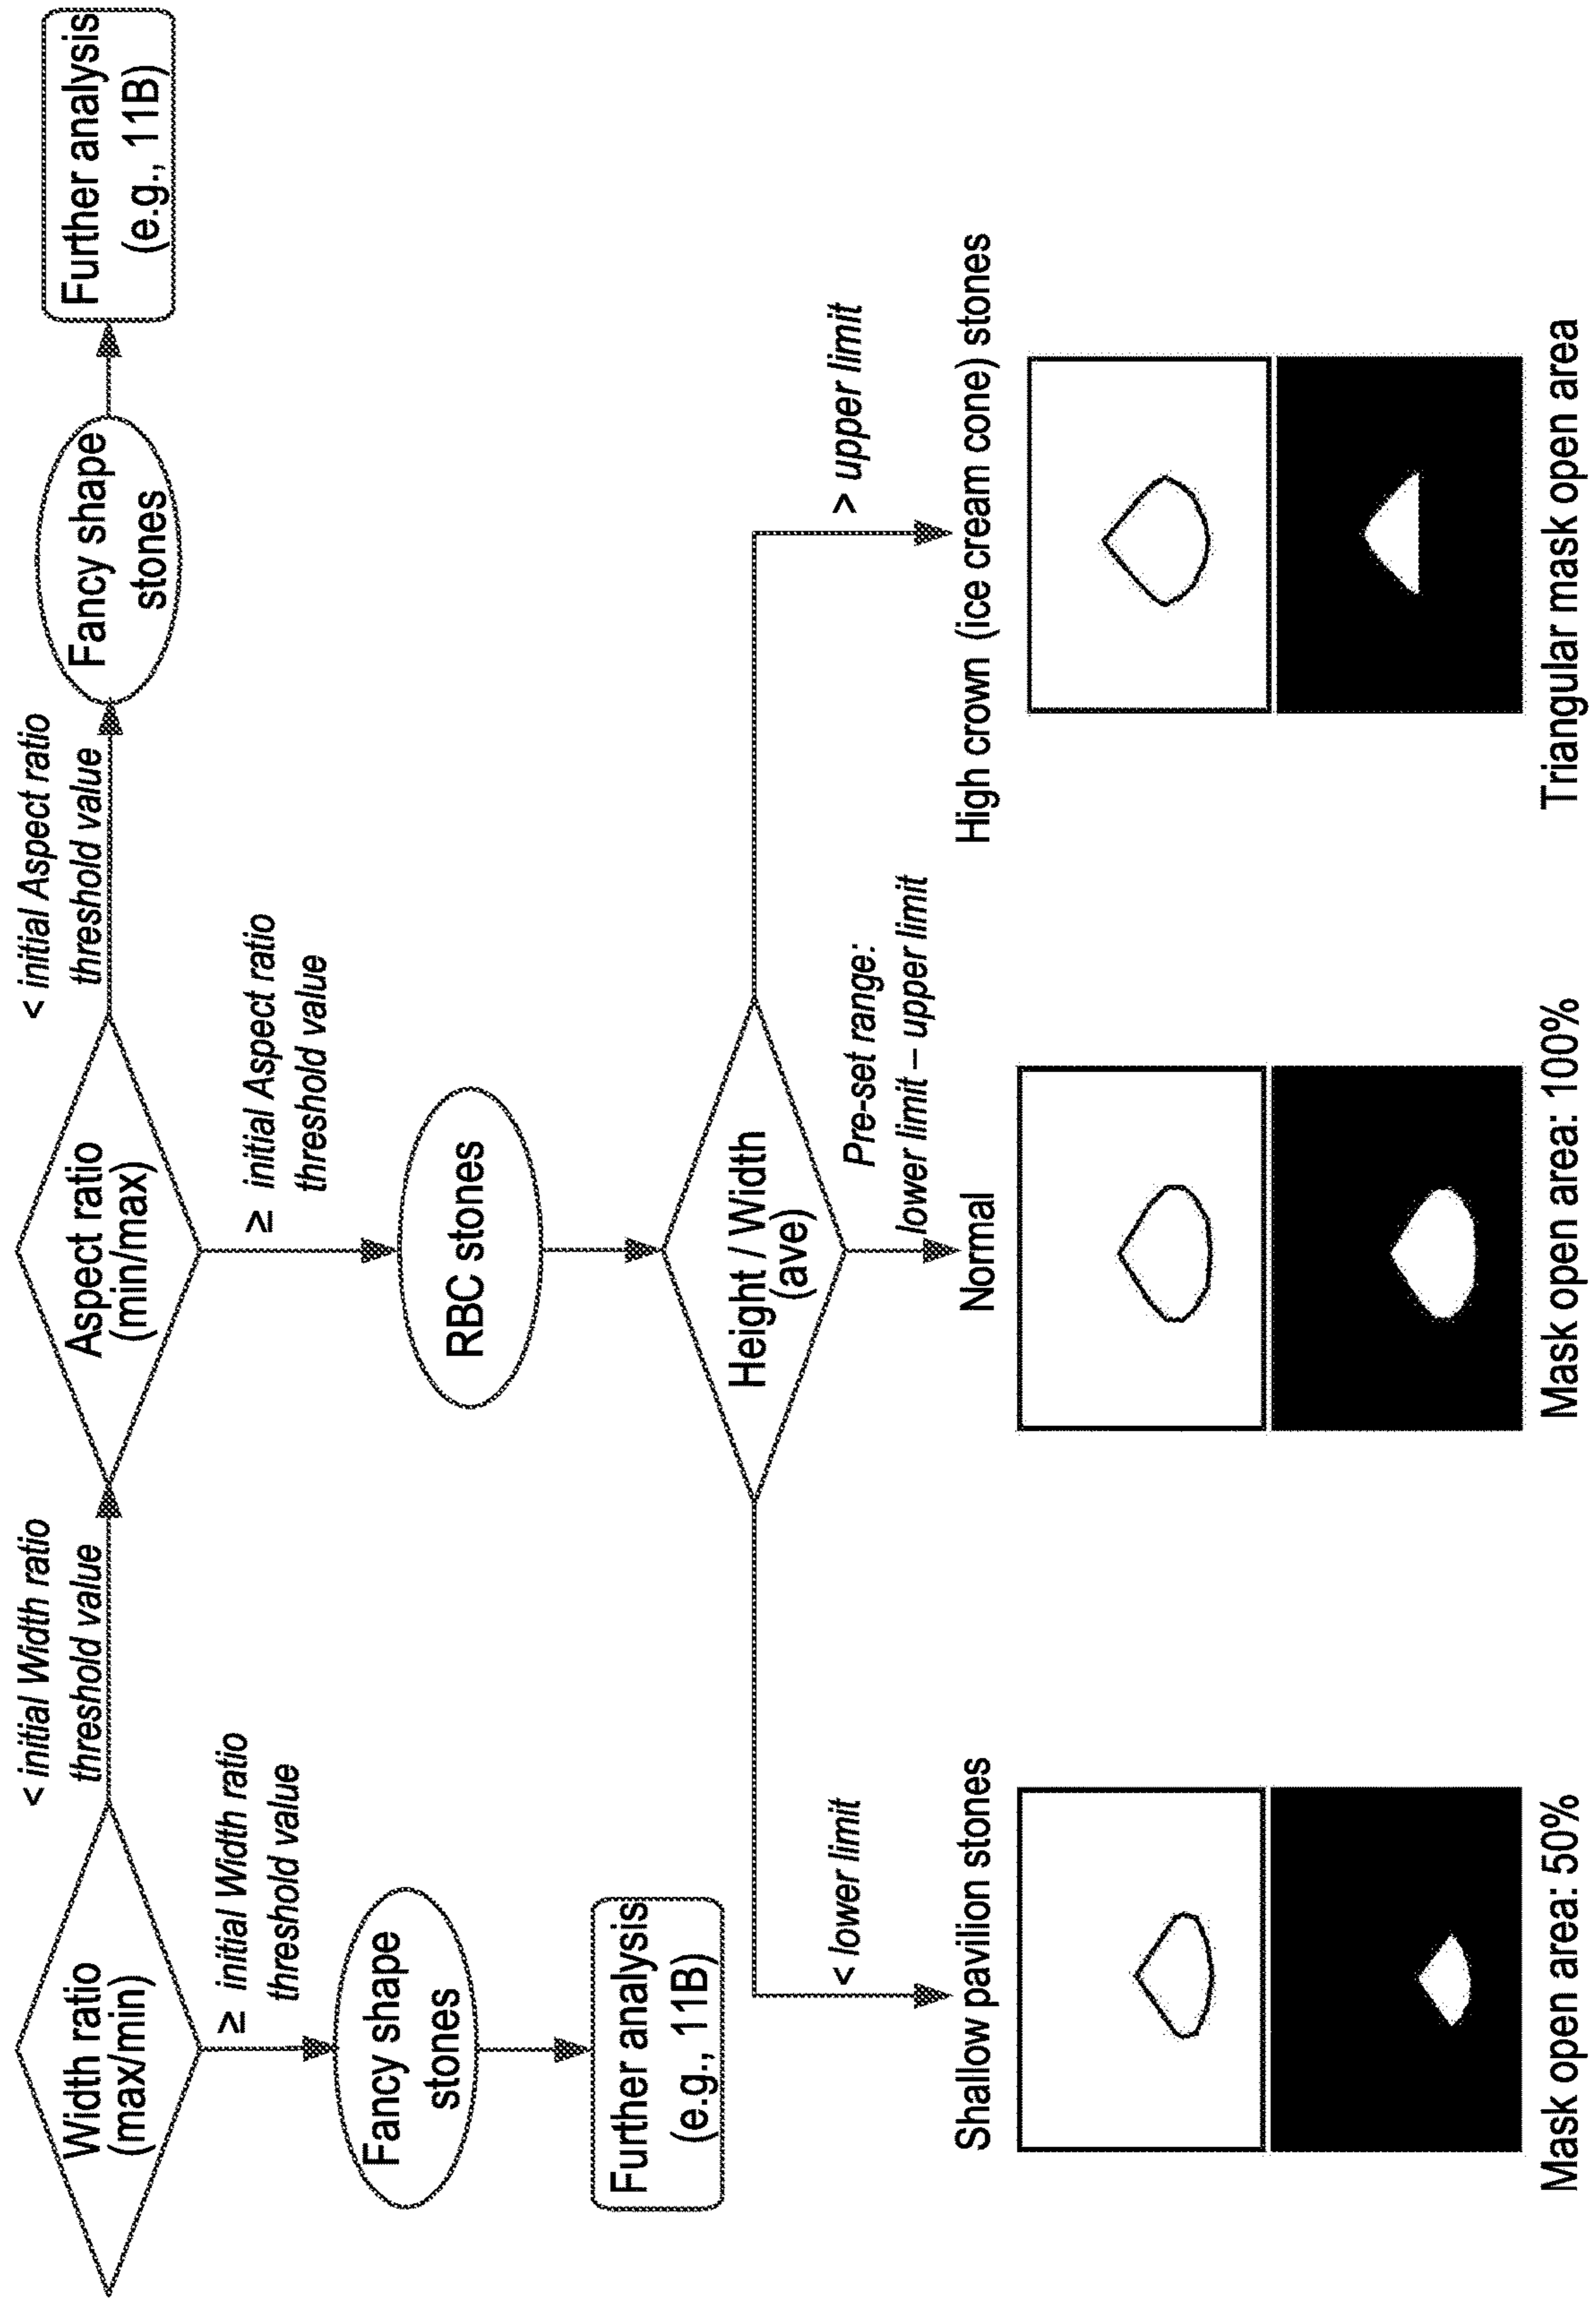 Width ratio
(max/min)
< initial Width ratio
threshold value
≥ initial Width ratio
threshold value
Fancy shape
stones
Further analysis
(e.g., 11B)
Aspect ratio
(min/max)
< initial Aspect ratio
threshold value
Fancy shape
stones
Further analysis
(e.g., 11B)
≥ initial Aspect ratio
threshold value
RBC stones
Height / Width
(ave)
< lower limit
Pre-set range:
lower limit – upper limit
> upper limit
Shallow pavilion stones
Normal
High crown (ice cream cone) stones
Mask open area: 50%
Mask open area: 100%
Triangular mask open area